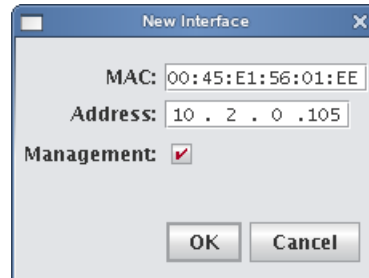 New Interface
MAC: 00:45:E1:56:01:EE
Address: 10 . 2 . 0 .105
Management:
OK Cancel